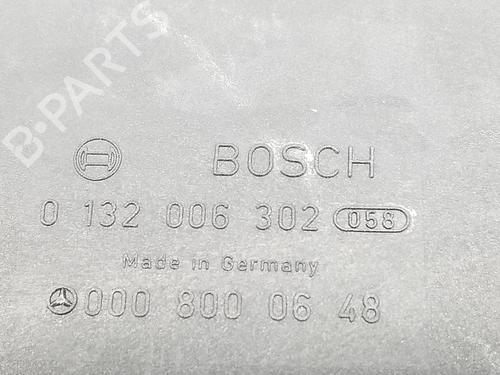 B-PARTS
BOSCH
0 132 006 302 058
Made in Germany
000 800 06 48